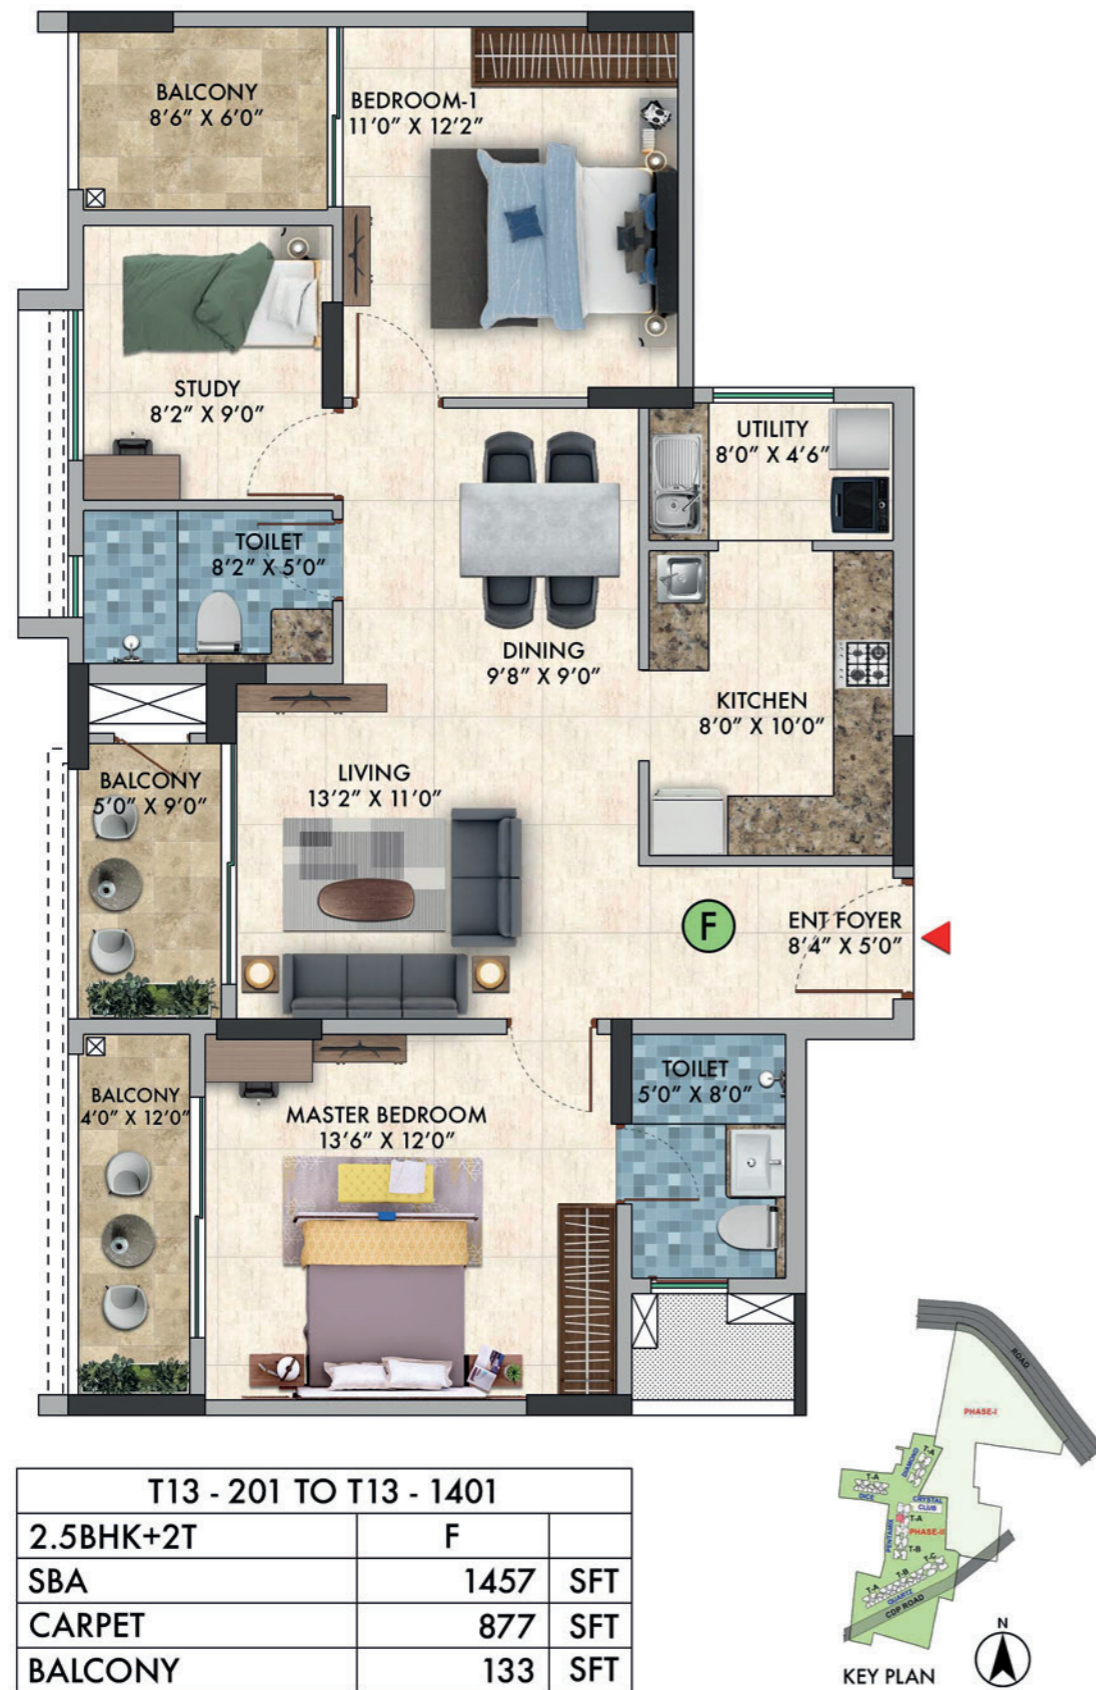 BALCONY
8'6" X 6'0"
BEDROOM-1
11'0" X 12'2"
STUDY
8'2" X 9'0"
UTILITY
8'0" X 4'6"
TOILET
8'2" X 5'0"
DINING
9'8" X 9'0"
KITCHEN
8'0" X 10'0"
LIVING
13'2" X 11'0"
BALCONY
5'0" X 9'0"
F
ENT FOYER
8'4" X 5'0"
BALCONY
4'0" X 12'0"
MASTER BEDROOM
13'6" X 12'0"
TOILET
5'0" X 8'0"
T13 - 201 TO T13 - 1401
2.5BHK+2T F
SBA 1457 SFT
CARPET 877 SFT
BALCONY 133 SFT
ROAD
PHASE-I
DIAMOND
T-A
T-A
DICE
CRYSTAL
CLUB
T-A
PENTAMIX
PHASE-II
T-B
T-C
T-B
T-A
QUARTZ
CDP ROAD
N
KEY PLAN